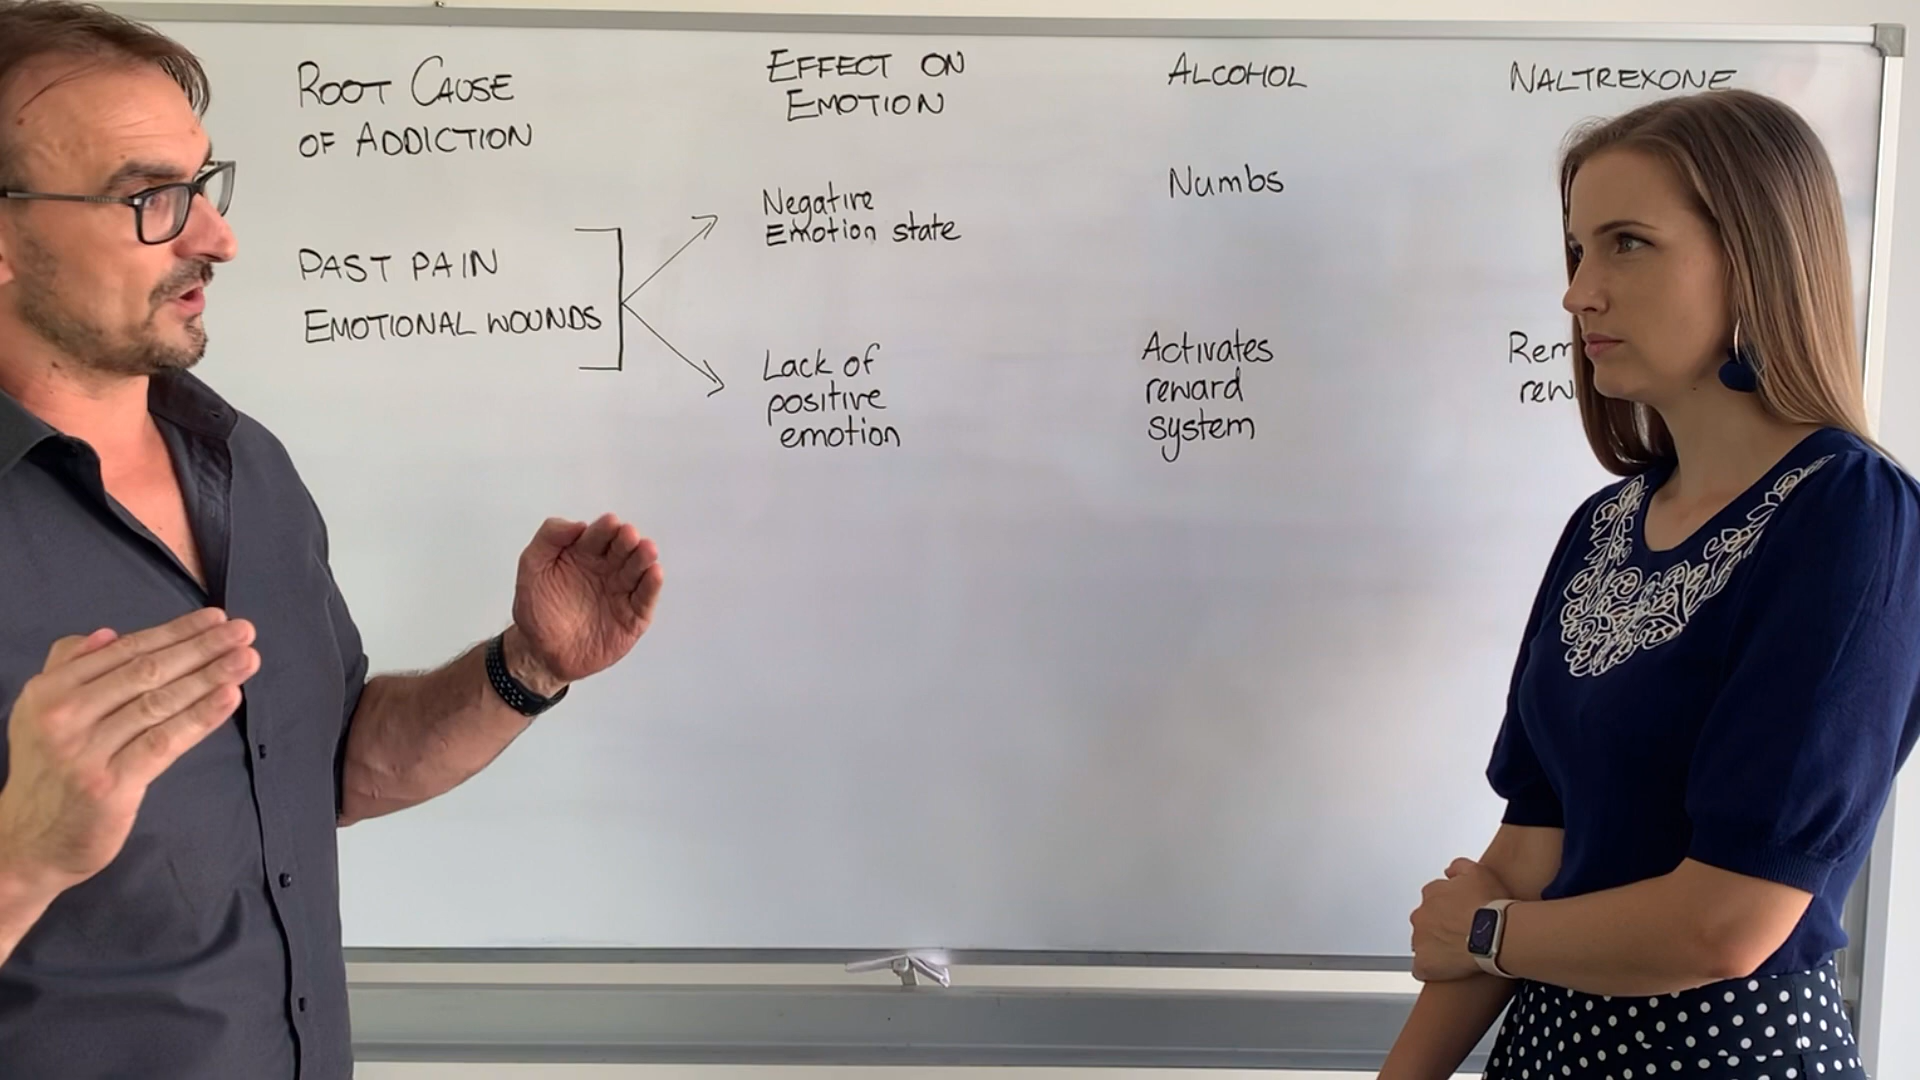 ROOT CAUSE
OF ADDICTION
PAST PAIN
EMOTIONAL WOUNDS
EFFECT ON
EMOTION
Negative
Emotion state
Lack of
positive
emotion
ALCOHOL
Numbs
Activates
reward
system
NALTREXONE